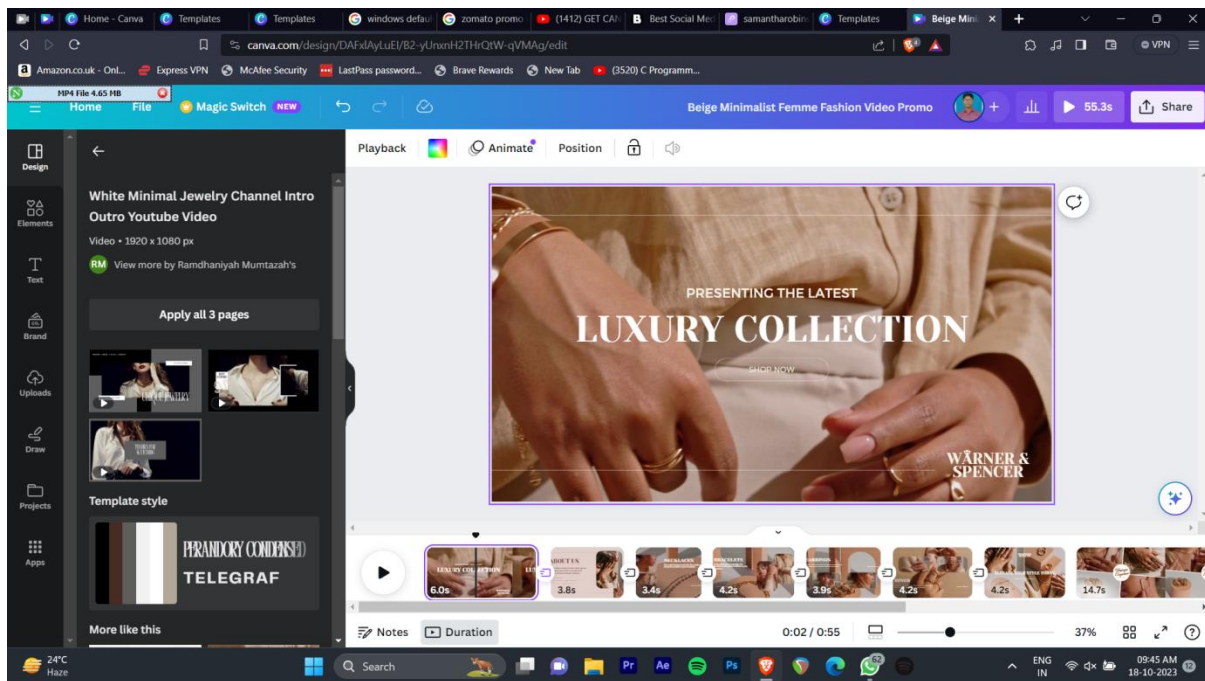 Home - Canva
Templates
Templates
windows defaul
zomato promo
(1412) GET CAN
Best Social Med
samantharobin
Templates
Beige Mini
canva.com/design/DAFxlAyLuEI/B2-yUnxnH2THrQtW-qVMAg/edit
VPN
Amazon.co.uk - Onl...
Express VPN
McAfee Security
LastPass password...
Brave Rewards
New Tab
(3520) C Programm...
MP4 File 4.65 MB
Home
File
Magic Switch
NEW
Beige Minimalist Femme Fashion Video Promo
55.3s
Share
Design
Elements
Text
Brand
Uploads
Draw
Projects
Apps
White Minimal Jewelry Channel Intro
Outro Youtube Video
Video • 1920 x 1080 px
RM View more by Ramdhaniyah Mumtazah's
Apply all 3 pages
Template style
PERANDORY CONDENSED
TELEGRAF
More like this
Playback
Animate
Position
PRESENTING THE LATEST
LUXURY COLLECTION
SHOP NOW
WARNER &
SPENCER
LUXURY COLLECTION
6.0s
ABOUT US
3.8s
3.4s
4.2s
3.9s
4.2s
4.2s
14.7s
Notes
Duration
0:02 / 0:55
37%
24°C
Haze
Search
62
ENG
IN
09:45 AM
18-10-2023
12